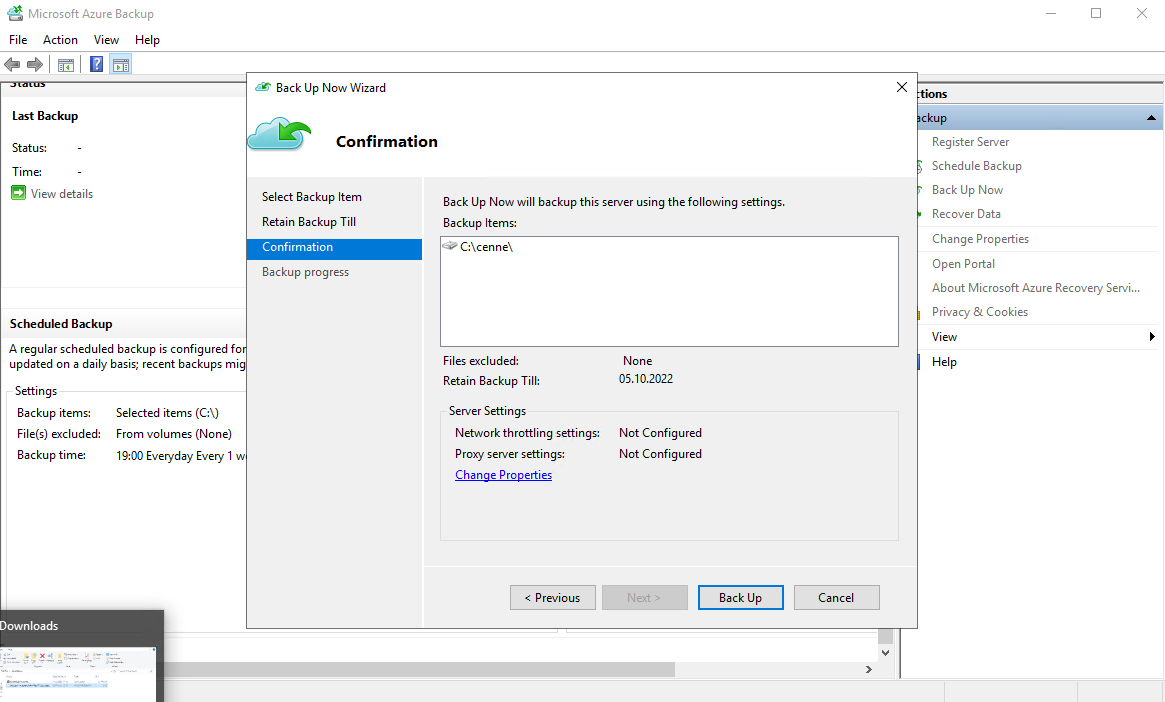 Microsoft Azure Backup
File Action View Help
Status
Last Backup
Status: -
Time: -
View details
Scheduled Backup
A regular scheduled backup is configured for
updated on a daily basis; recent backups mig
Settings
Backup items: Selected items (C:\)
File(s) excluded: From volumes (None)
Backup time: 19:00 Everyday Every 1 w
Downloads
Back Up Now Wizard
Confirmation
Select Backup Item
Retain Backup Till
Confirmation
Backup progress
Back Up Now will backup this server using the following settings.
Backup Items:
C:\cenne\
Files excluded: None
Retain Backup Till: 05.10.2022
Server Settings
Network throttling settings: Not Configured
Proxy server settings: Not Configured
Change Properties
< Previous Next > Back Up Cancel
ctions
ackup
Register Server
Schedule Backup
Back Up Now
Recover Data
Change Properties
Open Portal
About Microsoft Azure Recovery Servi...
Privacy & Cookies
View
Help